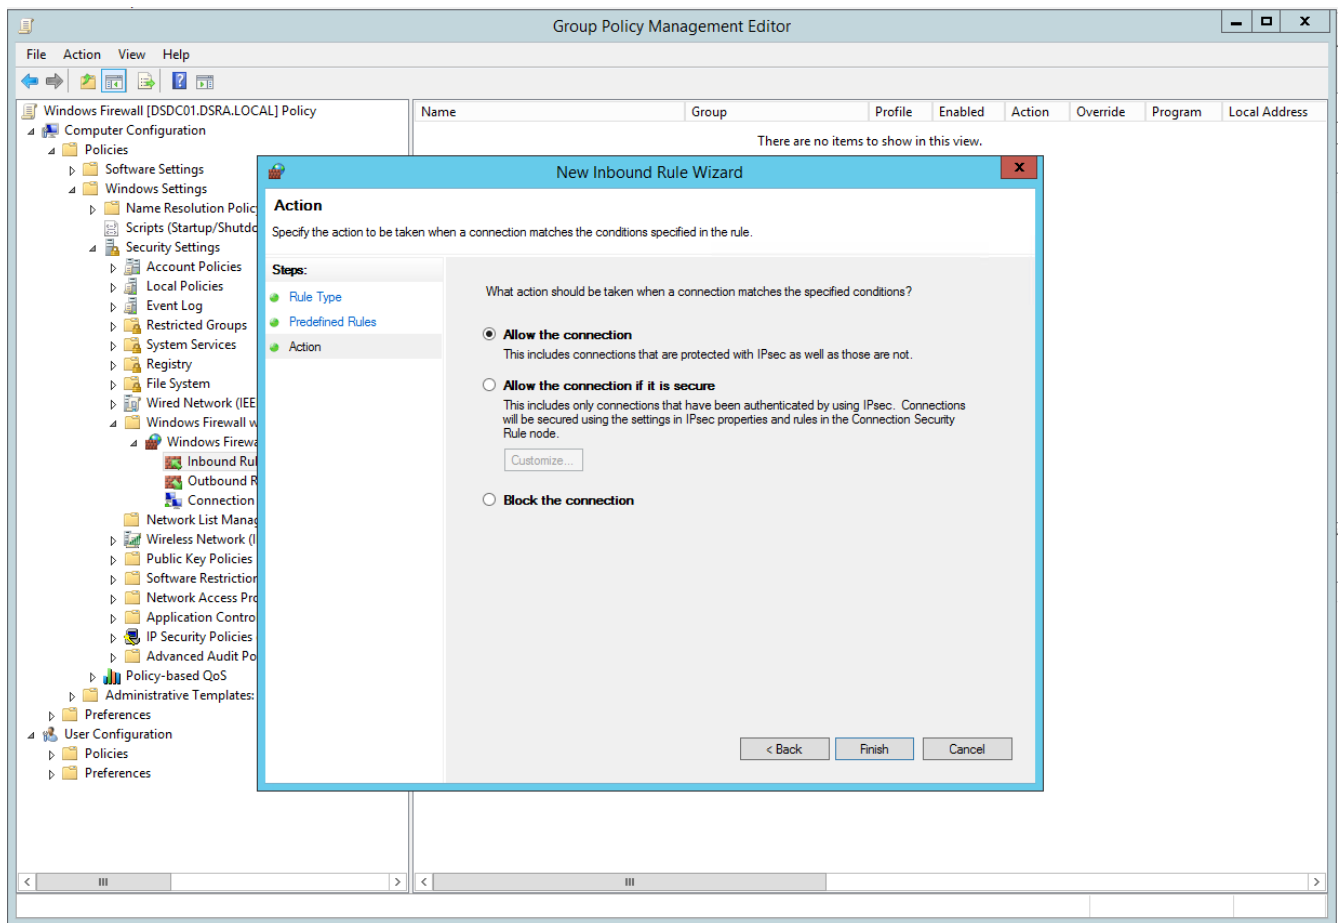 Group Policy Management Editor
File Action View Help
Windows Firewall [DSDC01.DSRA.LOCAL] Policy
Computer Configuration
Policies
Software Settings
Windows Settings
Name Resolution Polic
Scripts (Startup/Shutdo
Security Settings
Account Policies
Local Policies
Event Log
Restricted Groups
System Services
Registry
File System
Wired Network (IEE
Windows Firewall w
Windows Firewa
Inbound Rul
Outbound R
Connection
Network List Manag
Wireless Network (I
Public Key Policies
Software Restriction
Network Access Pro
Application Contro
IP Security Policies
Advanced Audit Po
Policy-based QoS
Administrative Templates:
Preferences
User Configuration
Policies
Preferences
Name Group Profile Enabled Action Override Program Local Address
There are no items to show in this view.
New Inbound Rule Wizard
Action
Specify the action to be taken when a connection matches the conditions specified in the rule.
Steps:
Rule Type
Predefined Rules
Action
What action should be taken when a connection matches the specified conditions?
Allow the connection
This includes connections that are protected with IPsec as well as those are not.
Allow the connection if it is secure
This includes only connections that have been authenticated by using IPsec. Connections
will be secured using the settings in IPsec properties and rules in the Connection Security
Rule node.
Customize...
Block the connection
< Back Finish Cancel